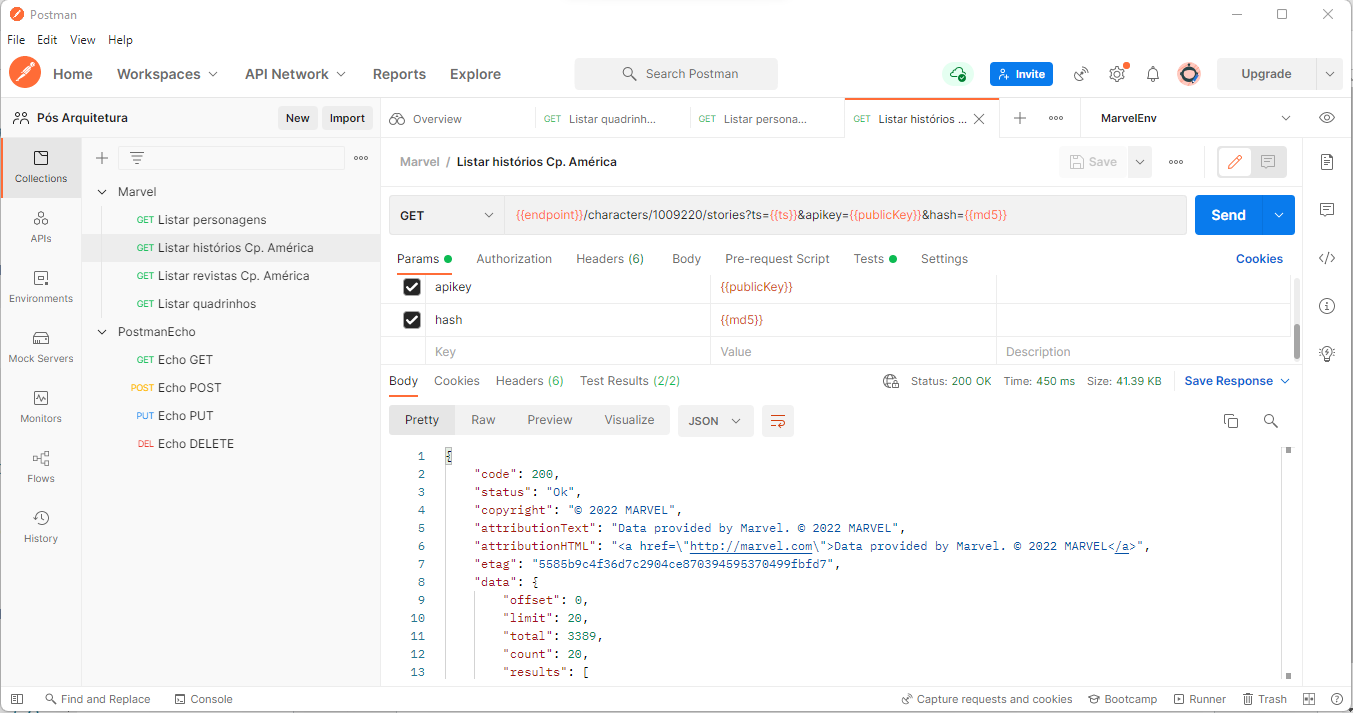 Postman
File Edit View Help
Home Workspaces API Network Reports Explore Search Postman Invite Upgrade
Pós Arquitetura New Import Overview GET Listar quadrinh... GET Listar persona... GET Listar histórios ... MarvelEnv
Collections
APIs
Environments
Mock Servers
Monitors
Flows
History
Marvel
GET Listar personagens
GET Listar histórios Cp. América
GET Listar revistas Cp. América
GET Listar quadrinhos
PostmanEcho
GET Echo GET
POST Echo POST
PUT Echo PUT
DEL Echo DELETE
Marvel / Listar histórios Cp. América Save
GET {{endpoint}}/characters/1009220/stories?ts={{ts}}&apikey={{publicKey}}&hash={{md5}} Send
Params Authorization Headers (6) Body Pre-request Script Tests Settings Cookies
apikey {{publicKey}}
hash {{md5}}
Key Value Description
Body Cookies Headers (6) Test Results (2/2) Status: 200 OK Time: 450 ms Size: 41.39 KB Save Response
Pretty Raw Preview Visualize JSON
1 {
2 "code": 200,
3 "status": "Ok",
4 "copyright": "© 2022 MARVEL",
5 "attributionText": "Data provided by Marvel. © 2022 MARVEL",
6 "attributionHTML": "<a href=\"http://marvel.com\">Data provided by Marvel. © 2022 MARVEL</a>",
7 "etag": "5585b9c4f36d7c2904ce870394595370499fbfd7",
8 "data": {
9 "offset": 0,
10 "limit": 20,
11 "total": 3389,
12 "count": 20,
13 "results": [
Find and Replace Console Capture requests and cookies Bootcamp Runner Trash